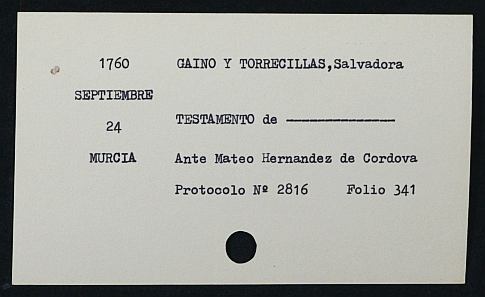 1760 GAINO Y TORRECILLAS,Salvadora
SEPTIEMBRE
24 TESTAMENTO de ---------------
MURCIA Ante Mateo Hernandez de Cordova
Protocolo Nº 2816 Folio 341